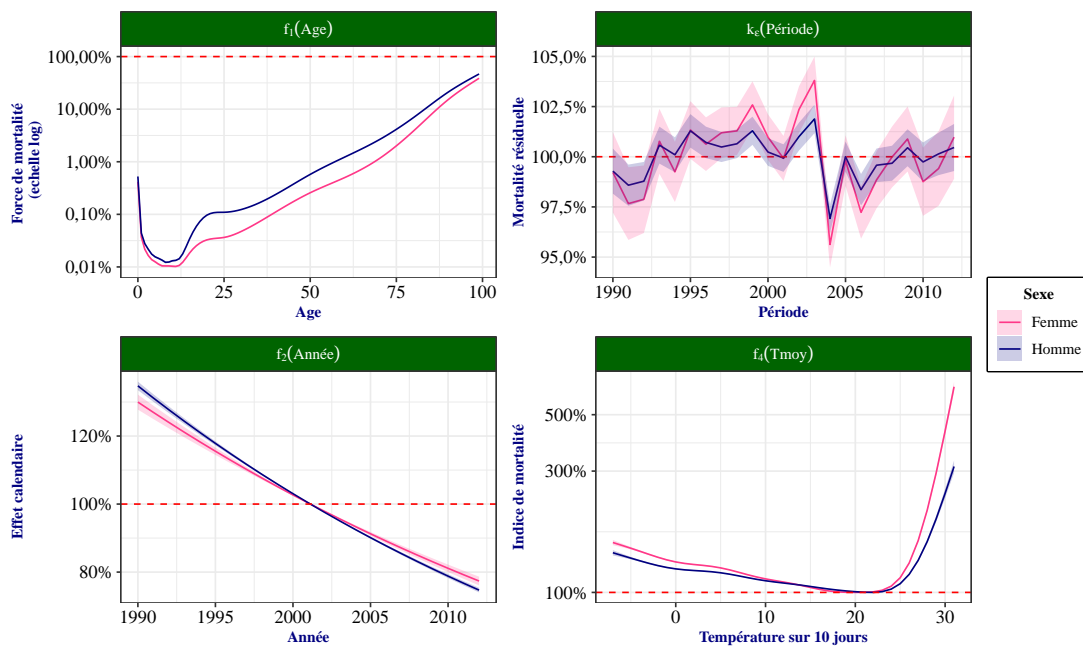 f₁(Age)
Force de mortalité
(echelle log)
100,00%
10,00%
1,00%
0,10%
0,01%
0
25
50
75
100
Age
kε(Période)
Mortalité résiduelle
105,0%
102,5%
100,0%
97,5%
95,0%
1990
1995
2000
2005
2010
Période
f₂(Année)
Effet calendaire
120%
100%
80%
1990
1995
2000
2005
2010
Année
f₄(Tmoy)
Indice de mortalité
500%
300%
100%
0
10
20
30
Température sur 10 jours
Sexe
Femme
Homme